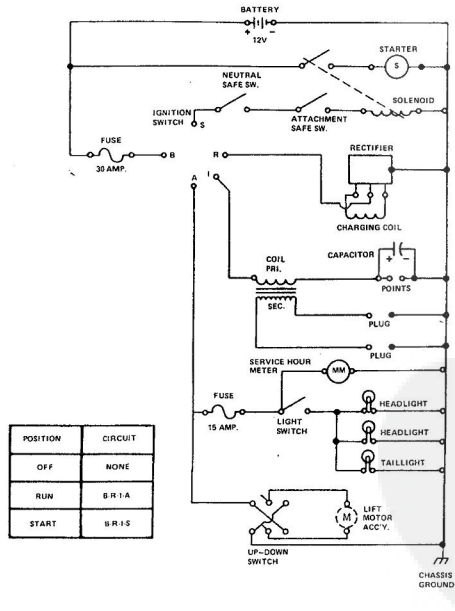 BATTERY
+ −
12V
STARTER
S
NEUTRAL
SAFE SW.
SOLENOID
IGNITION
SWITCH
S
ATTACHMENT
SAFE SW.
FUSE
30 AMP.
B
R
A
I
RECTIFIER
CHARGING COIL
CAPACITOR
+ −
COIL
PRI.
POINTS
SEC.
PLUG
PLUG
SERVICE HOUR
METER
MM
FUSE
15 AMP.
LIGHT
SWITCH
HEADLIGHT
HEADLIGHT
TAILLIGHT
POSITION CIRCUIT
OFF NONE
RUN B-R-I-A
START B-R-I-S
M
LIFT
MOTOR
ACC'Y.
UP-DOWN
SWITCH
CHASSIS
GROUND